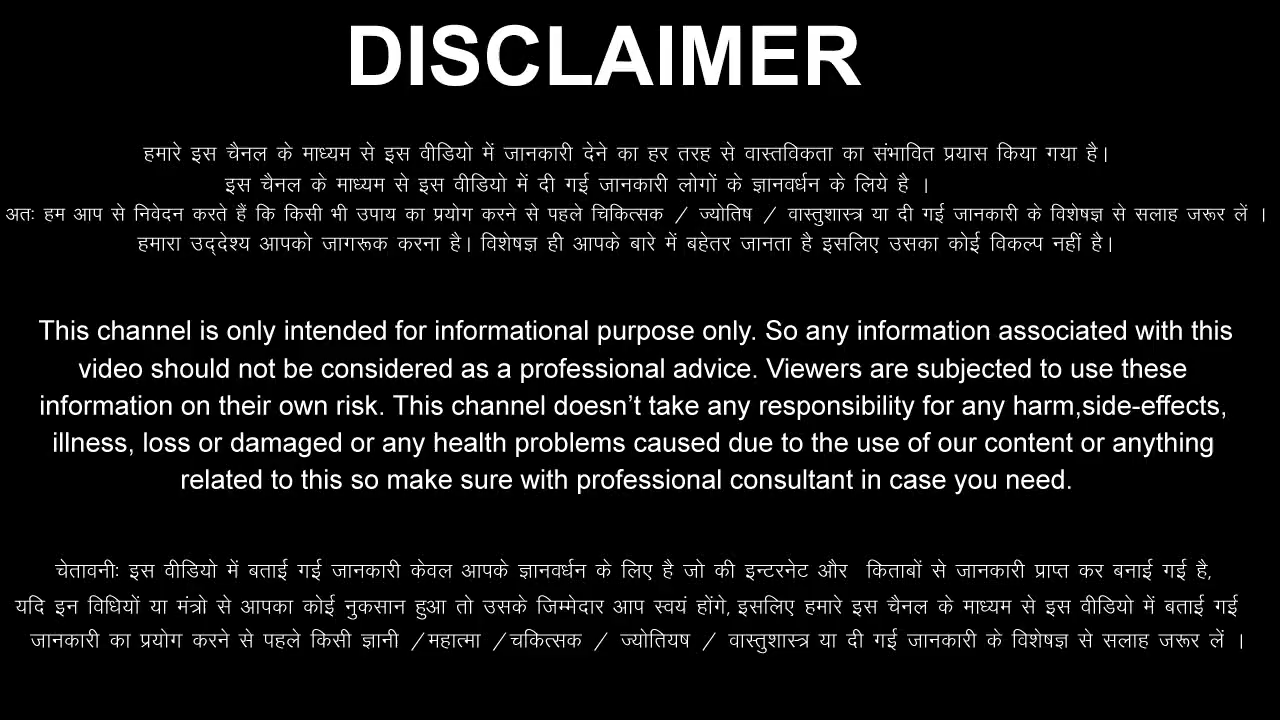 DISCLAIMER
हमारे इस चैनल के माध्यम से इस वीडियो में जानकारी देने का हर तरह से वास्तविकता का संभावित प्रयास किया गया है।
इस चैनल के माध्यम से इस वीडियो में दी गई जानकारी लोगों के ज्ञानवर्धन के लिये है ।
अतः हम आप से निवेदन करते हैं कि किसी भी उपाय का प्रयोग करने से पहले चिकित्सक / ज्योतिष / वास्तुशास्त्र या दी गई जानकारी के विशेषज्ञ से सलाह जरूर लें ।
हमारा उद्देश्य आपको जागरूक करना है। विशेषज्ञ ही आपके बारे में बहेतर जानता है इसलिए उसका कोई विकल्प नहीं है।
This channel is only intended for informational purpose only. So any information associated with this
video should not be considered as a professional advice. Viewers are subjected to use these
information on their own risk. This channel doesn’t take any responsibility for any harm,side-effects,
illness, loss or damaged or any health problems caused due to the use of our content or anything
related to this so make sure with professional consultant in case you need.
चेतावनीः इस वीडियो में बताई गई जानकारी केवल आपके ज्ञानवर्धन के लिए है जो की इन्टरनेट और किताबों से जानकारी प्राप्त कर बनाई गई है,
यदि इन विधियों या मंत्रो से आपका कोई नुकसान हुआ तो उसके जिम्मेदार आप स्वयं होंगे, इसलिए हमारे इस चैनल के माध्यम से इस वीडियो में बताई गई
जानकारी का प्रयोग करने से पहले किसी ज्ञानी /महात्मा /चकित्सक / ज्योतियष / वास्तुशास्त्र या दी गई जानकारी के विशेषज्ञ से सलाह जरूर लें ।